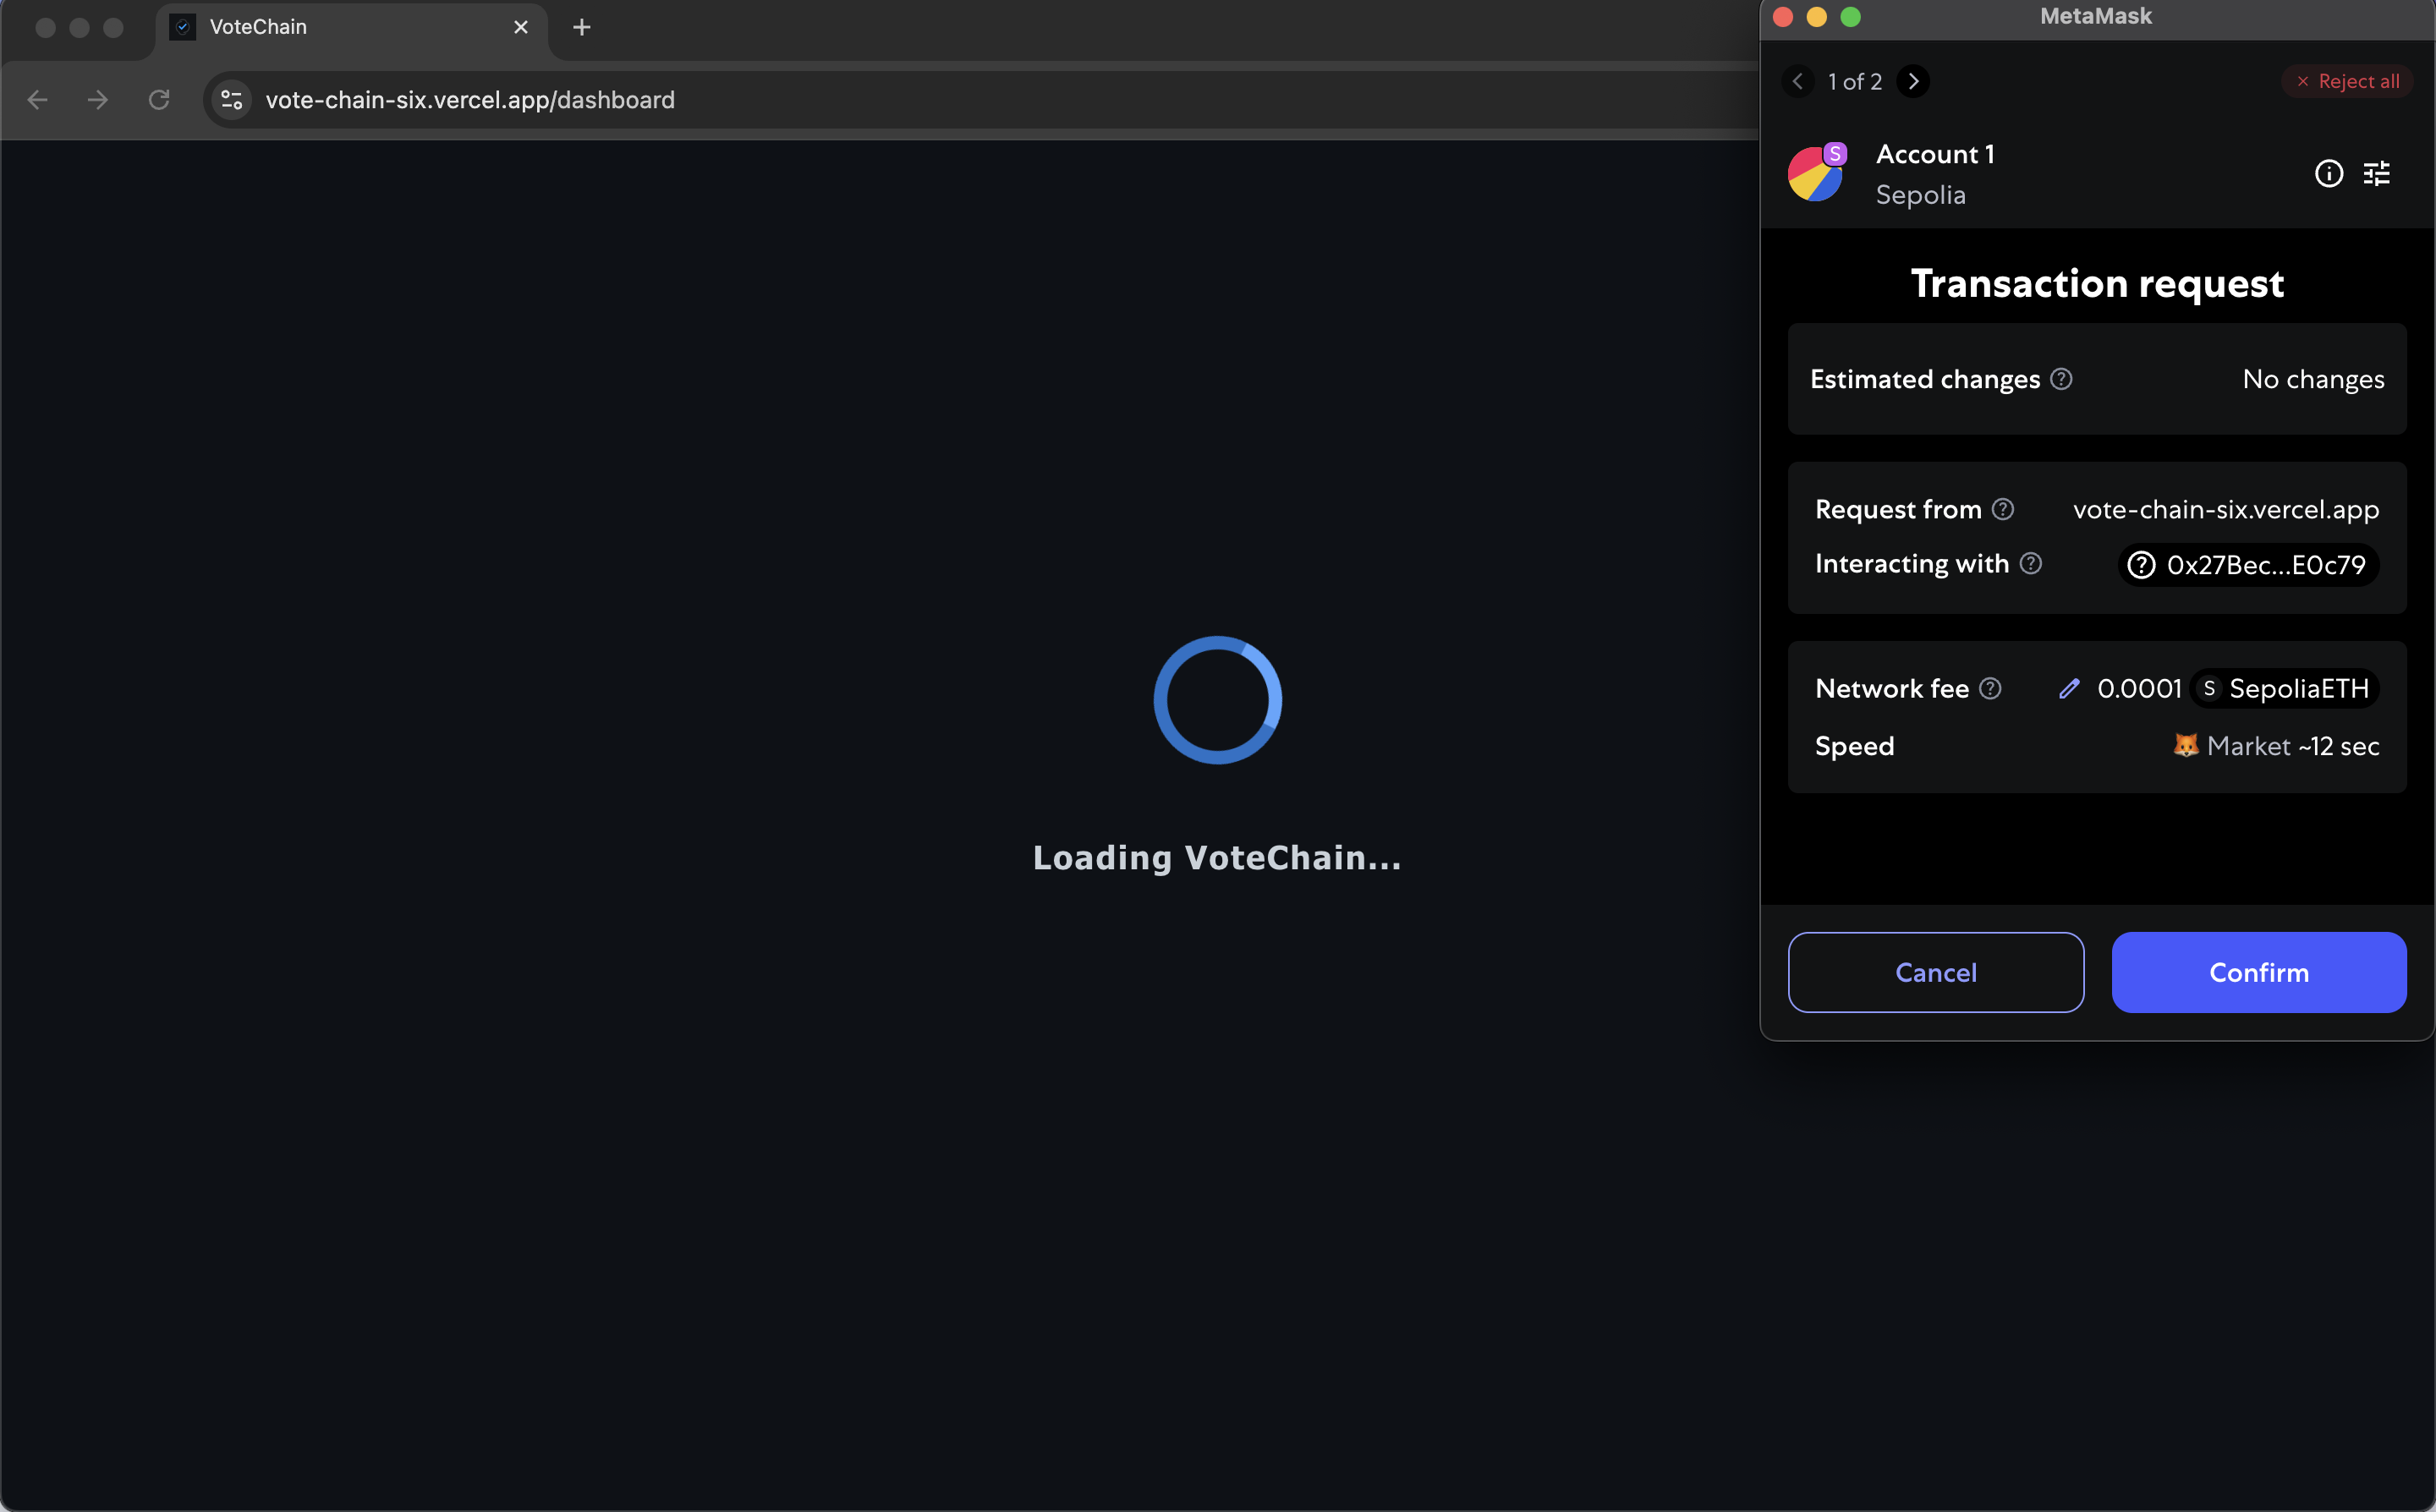 VoteChain
vote-chain-six.vercel.app/dashboard
Loading VoteChain...
MetaMask
1 of 2
Reject all
S
Account 1
Sepolia
Transaction request
Estimated changes ? No changes
Request from ? vote-chain-six.vercel.app
Interacting with ? ? 0x27Bec...E0c79
Network fee ? 0.0001 S SepoliaETH
Speed Market ~12 sec
Cancel Confirm